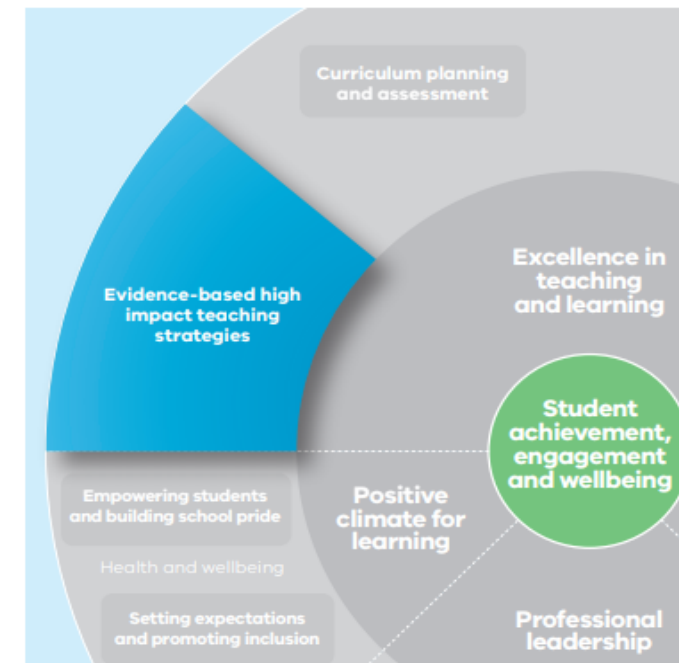 Curriculum planning
and assessment
Excellence in
teaching
and learning
Evidence-based high
impact teaching
strategies
Student
achievement,
engagement
and wellbeing
Positive
climate for
learning
Empowering students
and building school pride
Health and wellbeing
Setting expectations
and promoting inclusion
Professional
leadership